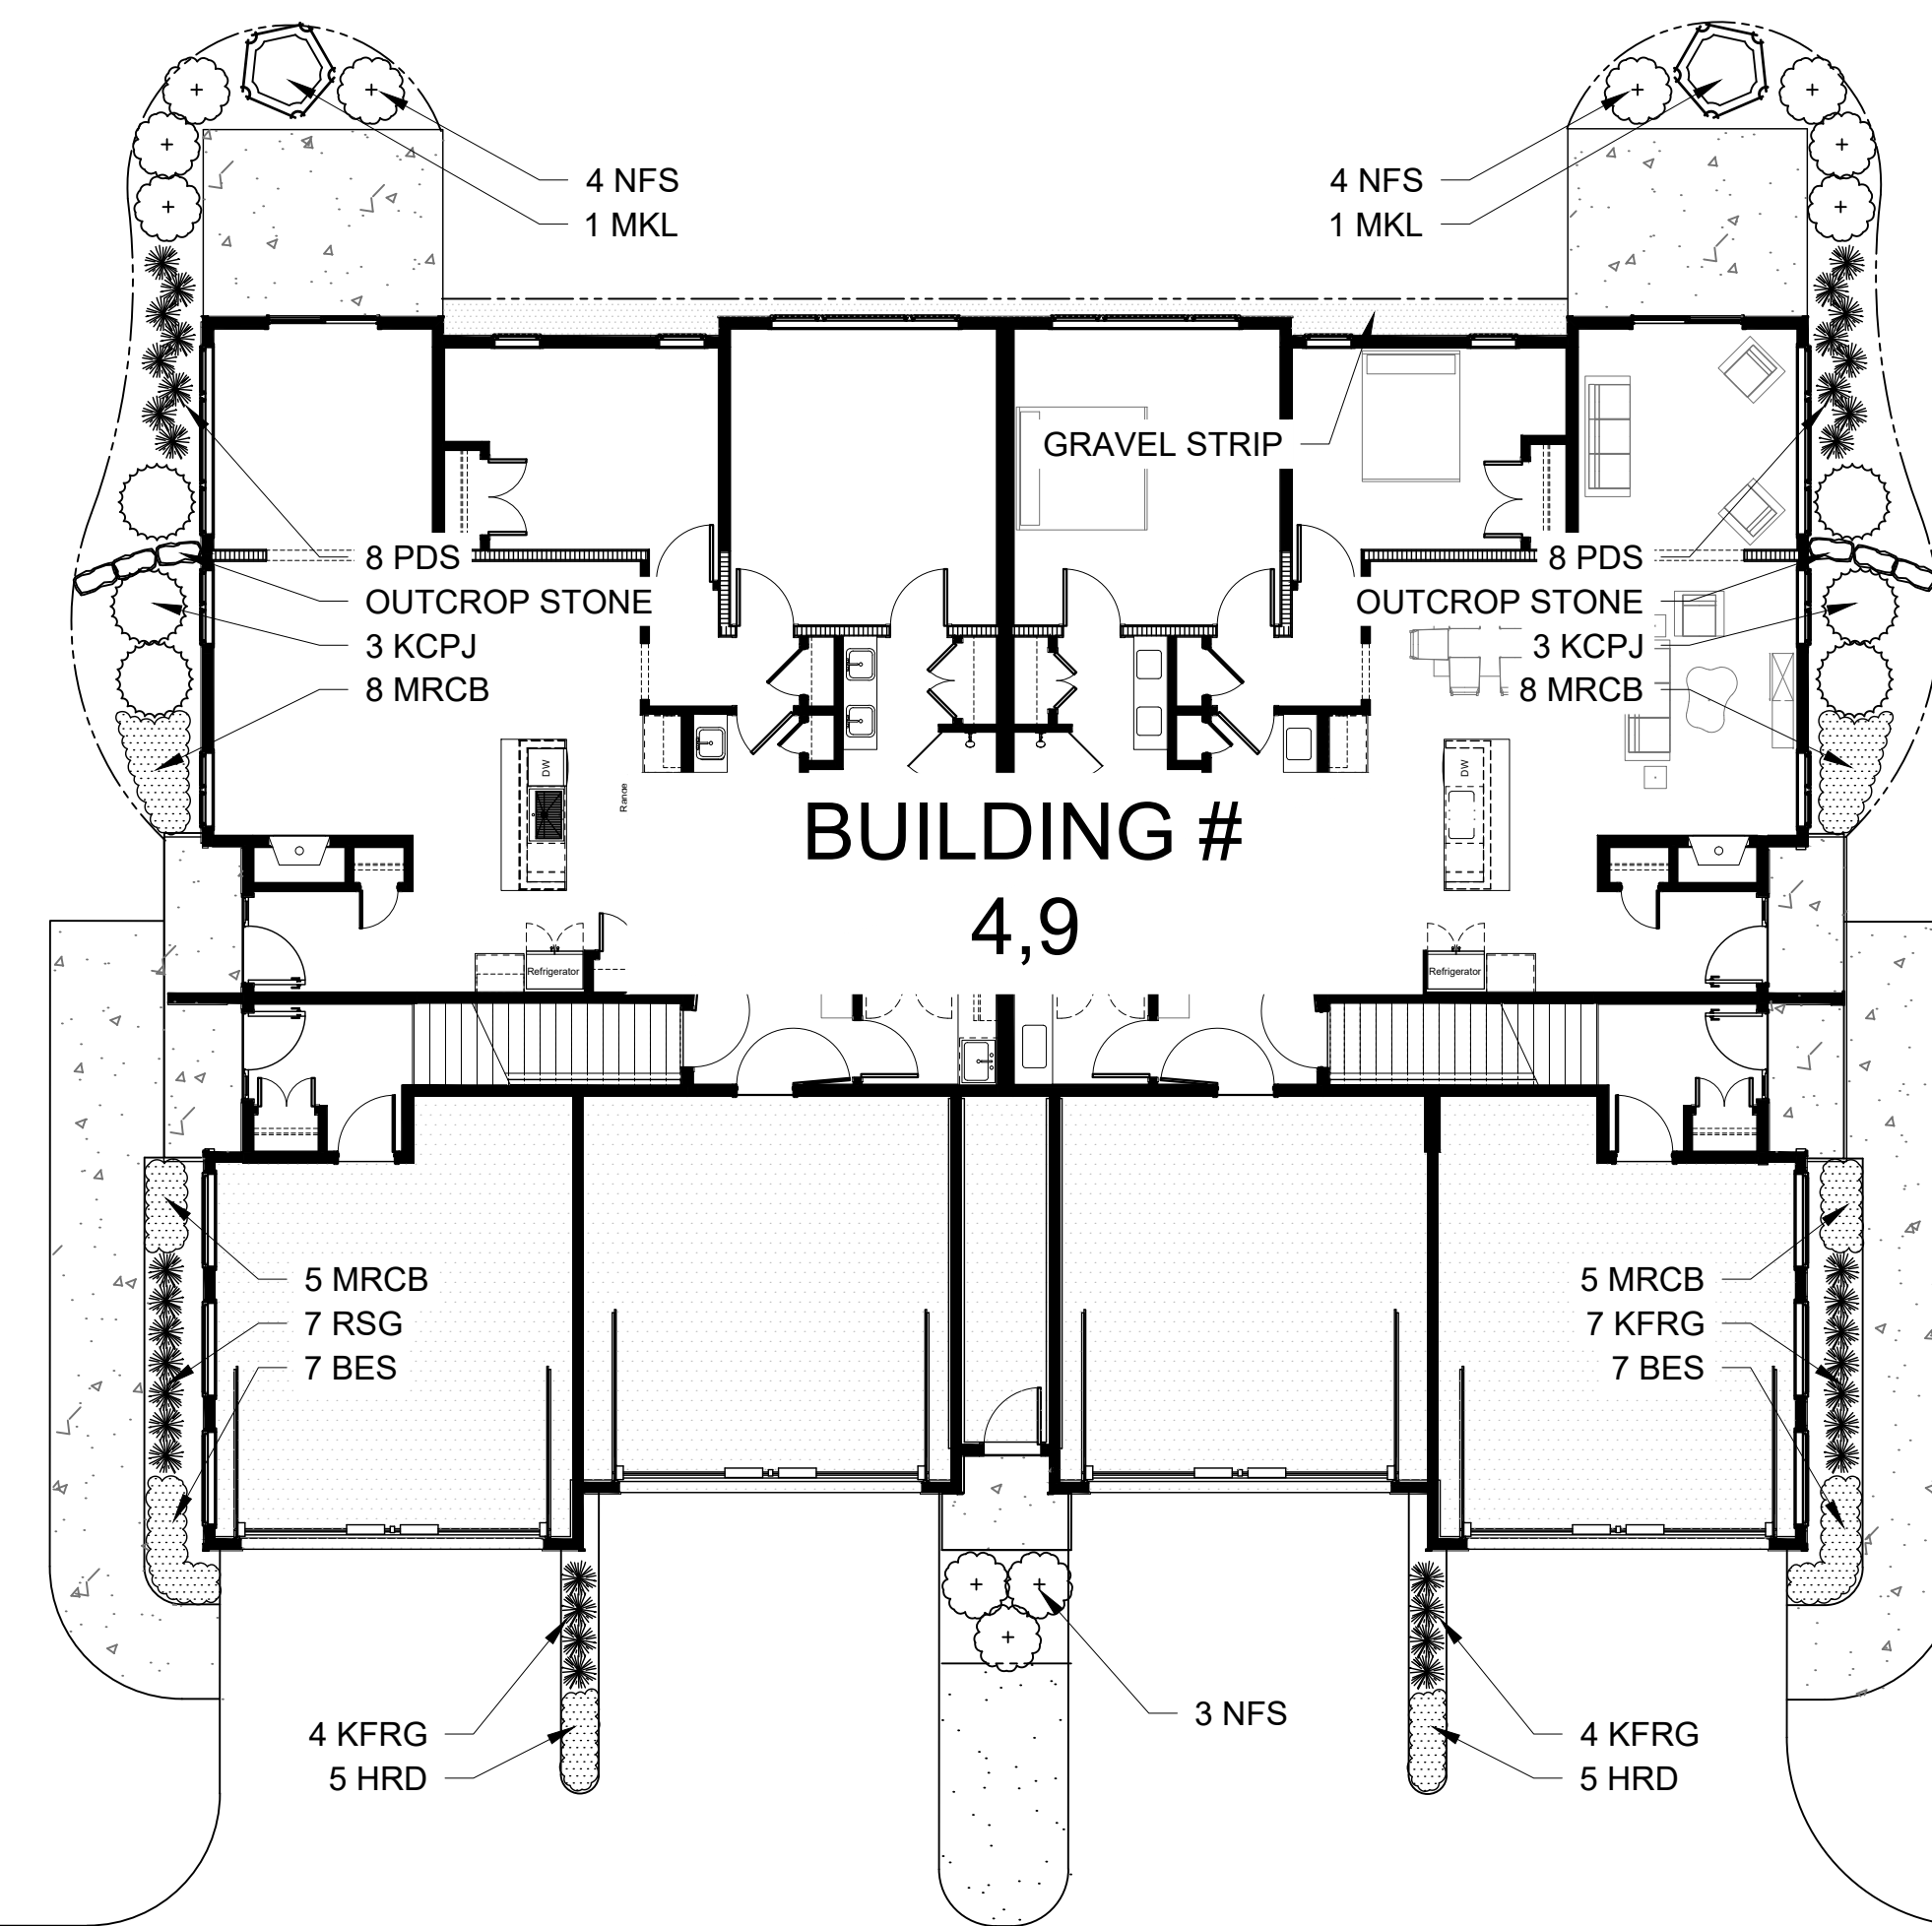 4 NFS
1 MKL
4 NFS
1 MKL
GRAVEL STRIP
8 PDS
OUTCROP STONE
3 KCPJ
8 MRCB
8 PDS
OUTCROP STONE
3 KCPJ
8 MRCB
DW
Range
DW
BUILDING #
4,9
Refrigerator
Refrigerator
5 MRCB
7 RSG
7 BES
5 MRCB
7 KFRG
7 BES
4 KFRG
5 HRD
3 NFS
4 KFRG
5 HRD